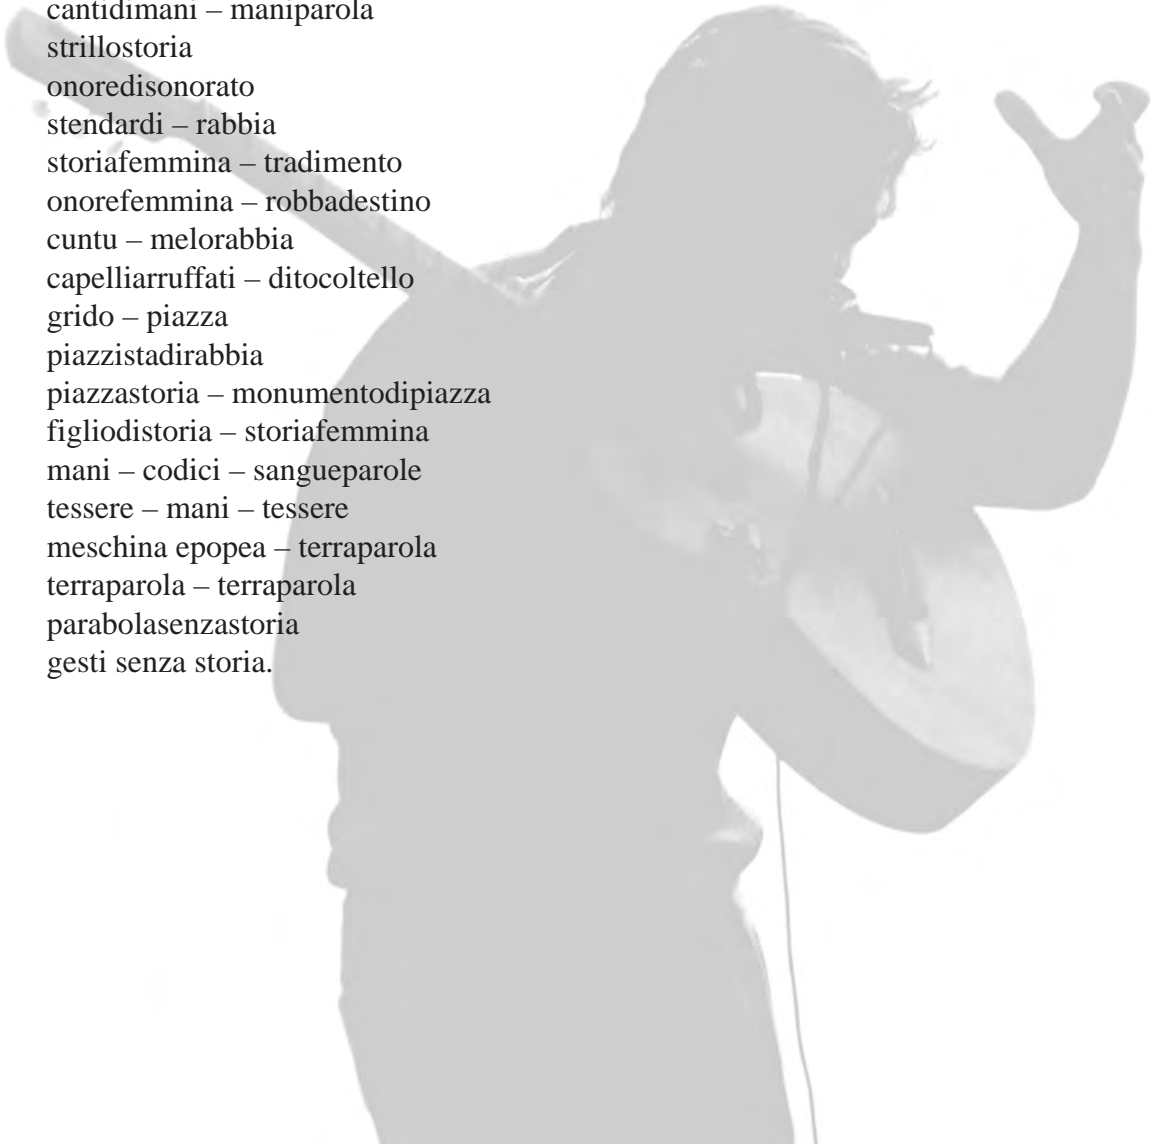 cantidimani – maniparola
strillostoria
onoredisonorato
stendardi – rabbia
storiafemmina – tradimento
onorefemmina – robbadestino
cuntu – melorabbia
capelliarruffati – ditocoltello
grido – piazza
piazzistadirabbia
piazzastoria – monumentodipiazza
figliodistoria – storiafemmina
mani – codici – sangueparole
tessere – mani – tessere
meschina epopea – terraparola
terraparola – terraparola
parabolasenzastoria
gesti senza storia.